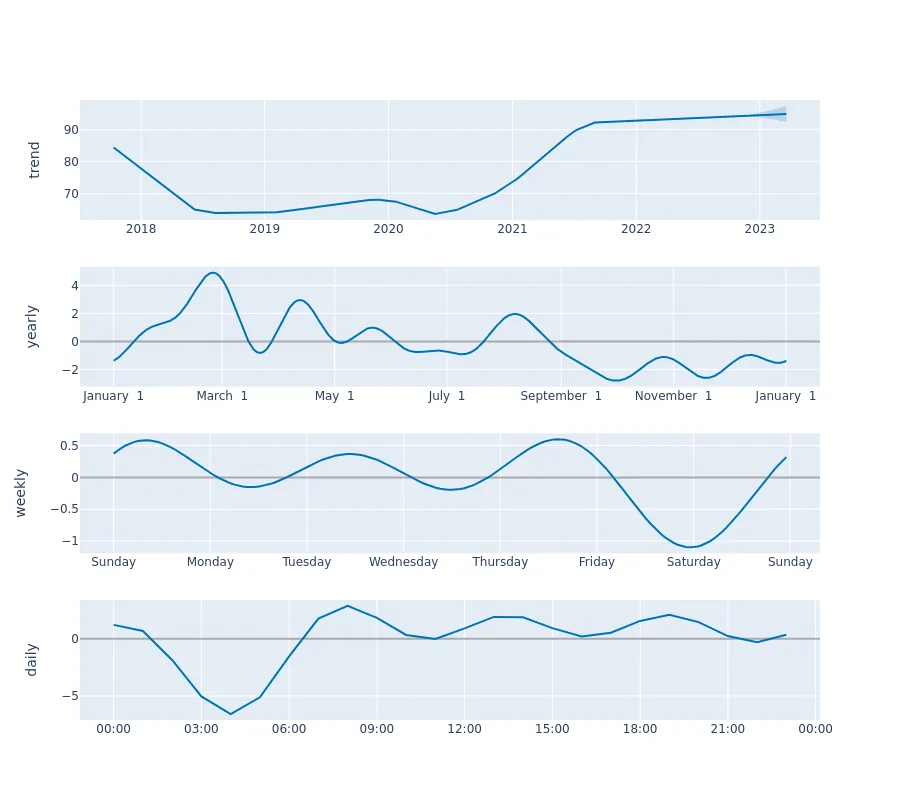 trend
90
80
70
2018 2019 2020 2021 2022 2023
yearly
4
2
0
−2
January 1 March 1 May 1 July 1 September 1 November 1 January 1
weekly
0.5
0
−0.5
−1
Sunday Monday Tuesday Wednesday Thursday Friday Saturday Sunday
daily
0
−5
00:00 03:00 06:00 09:00 12:00 15:00 18:00 21:00 00:00